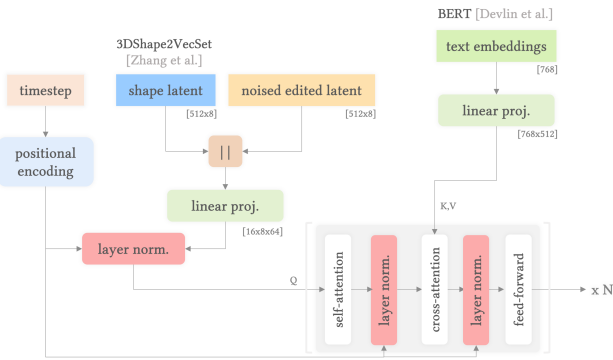 BERT [Devlin et al.]
3DShape2VecSet
[Zhang et al.]
text embeddings
[768]
timestep
shape latent
noised edited latent
[512x8]
[512x8]
linear proj.
[768x512]
positional
encoding
||
linear proj.
[16x8x64]
K,V
layer norm.
Q
self-attention
layer norm.
cross-attention
layer norm.
feed-forward
x N